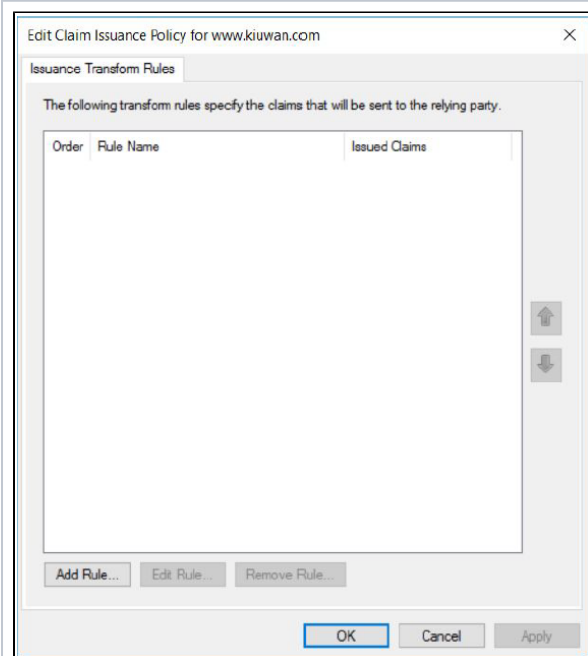 Edit Claim Issuance Policy for www.kiuwan.com
Issuance Transform Rules
The following transform rules specify the claims that will be sent to the relying party.
Order Rule Name Issued Claims
Add Rule... Edit Rule... Remove Rule...
OK Cancel Apply